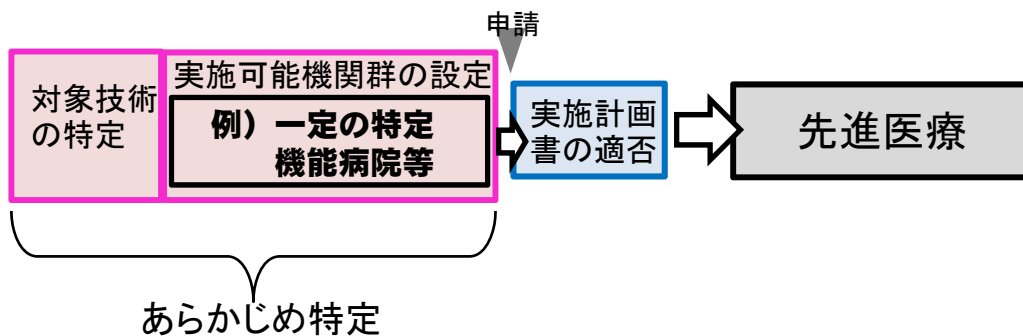 申請
対象技術
の特定
実施可能機関群の設定
例）一定の特定
機能病院等
実施計画
書の適否
先進医療
あらかじめ特定